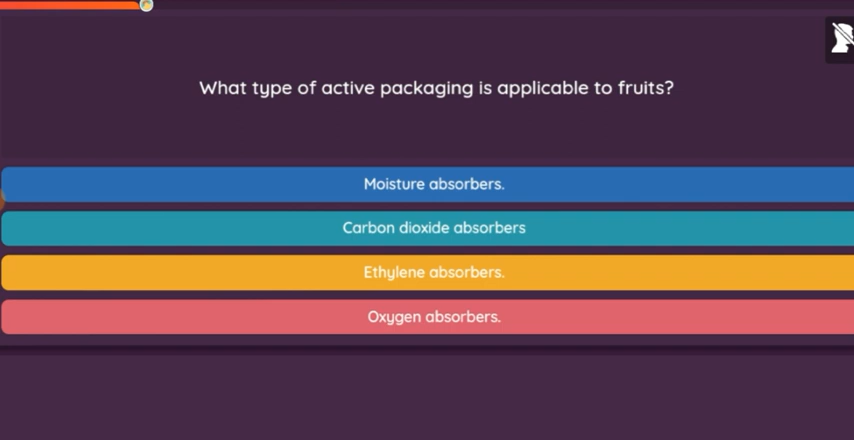 What type of active packaging is applicable to fruits?
Moisture absorbers.
Carbon dioxide absorbers
Ethylene absorbers.
Oxygen absorbers.